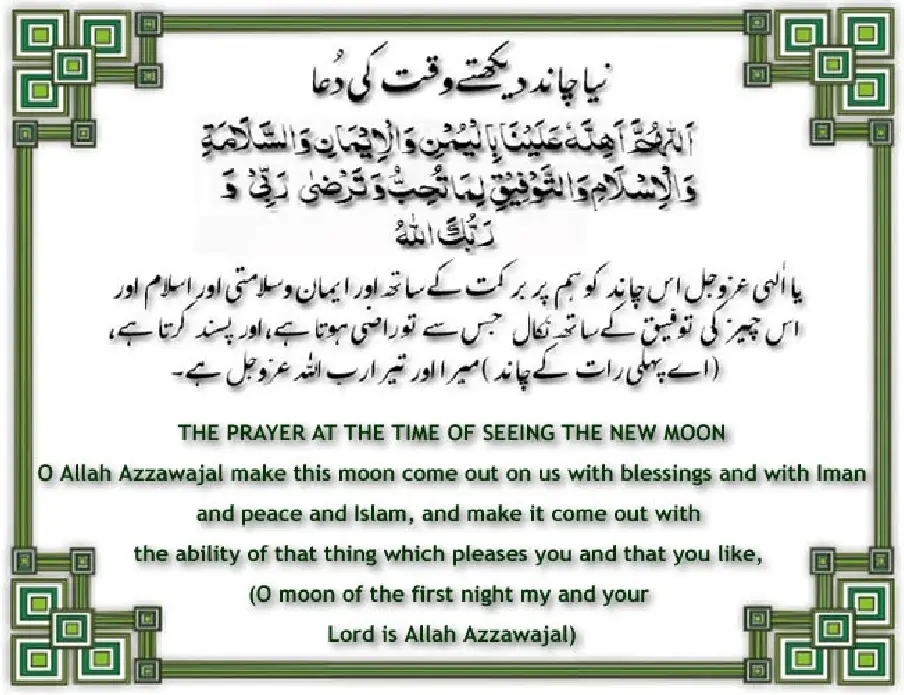 نیا چاند دیکھتے وقت کی دُعا
اَللّٰهُمَّ اَهِلَّهٗ عَلَيْنَا بِالْيُمْنِ وَالْاِيْمَانِ وَالسَّلَامَةِ
وَالْاِسْلَامِ وَالتَّوْفِيْقِ لِمَا تُحِبُّ وَتَرْضٰى رَبِّىْ وَ
رَبُّكَ اللّٰهُ
یا الٰہی عزوجل اس چاند کو ہم پر برکت کے ساتھ اور ایمان و سلامتی اور اسلام اور
اس چیز کی توفیق کے ساتھ نکال جس سے تو راضی ہوتا ہے، اور پسند کرتا ہے،
(اے پہلی رات کے چاند) میرا اور تیرا رب اللہ عزوجل ہے۔
THE PRAYER AT THE TIME OF SEEING THE NEW MOON
O Allah Azzawajal make this moon come out on us with blessings and with Iman
and peace and Islam, and make it come out with
the ability of that thing which pleases you and that you like,
(O moon of the first night my and your
Lord is Allah Azzawajal)